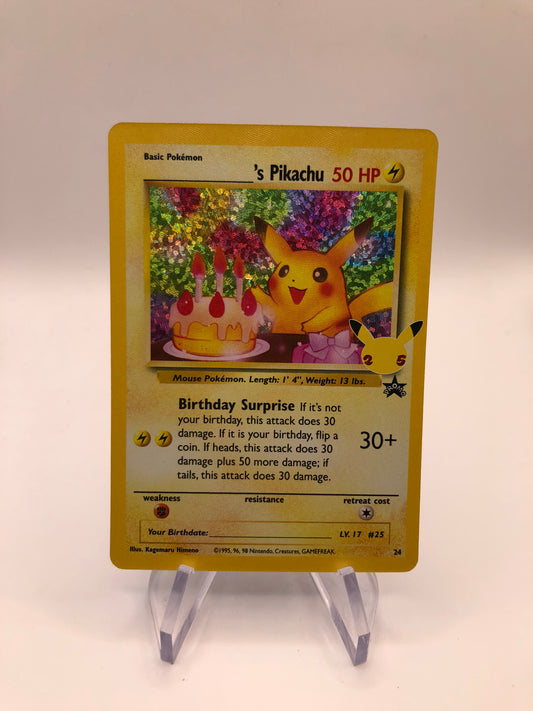 Basic Pokémon
____________'s Pikachu 50 HP
25
PROMO
Mouse Pokémon. Length: 1' 4", Weight: 13 lbs.
Birthday Surprise If it's not
your birthday, this attack does 30
damage. If it is your birthday, flip a
coin. If heads, this attack does 30
damage plus 50 more damage; if
tails, this attack does 30 damage.
30+
weakness resistance retreat cost
Your Birthdate:____________________ LV. 17 #25
Illus. Kagemaru Himeno ©1995, 96, 98 Nintendo, Creatures, GAMEFREAK. 24